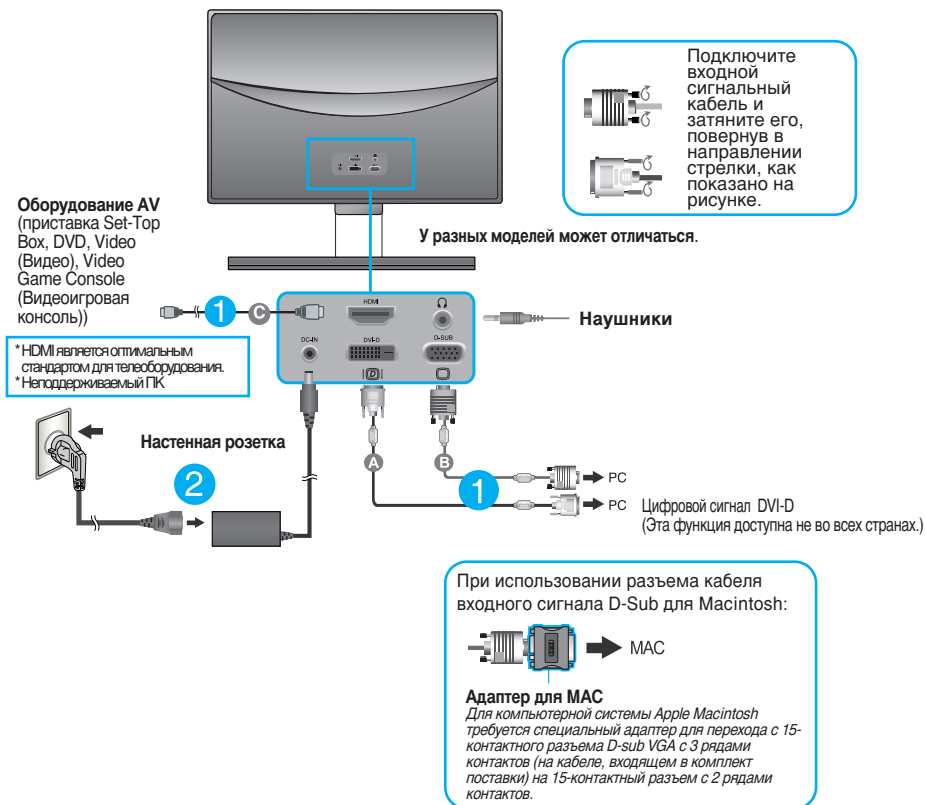 Подключите
входной
сигнальный
кабель и
затяните его,
повернув в
направлении
стрелки, как
показано на
рисунке.
Оборудование AV
(приставка Set-Top
Box, DVD, Video
(Видео), Video
Game Console
(Видеоигровая
консоль))
У разных моделей может отличаться.
1
C
HDMI
DC-IN
DVI-D
D-SUB
Наушники
* HDMI является оптимальным
стандартом для телеоборудования.
* Неподдерживаемый ПК
Настенная розетка
2
A
B
1
PC
PC
Цифровой сигнал DVI-D
(Эта функция доступна не во всех странах.)
При использовании разъема кабеля
входного сигнала D-Sub для Macintosh:
MAC
Адаптер для MAC
Для компьютерной системы Apple Macintosh
требуется специальный адаптер для перехода с 15-
контактного разъема D-sub VGA с 3 рядами
контактов (на кабеле, входящем в комплект
поставки) на 15-контактный разъем с 2 рядами
контактов.